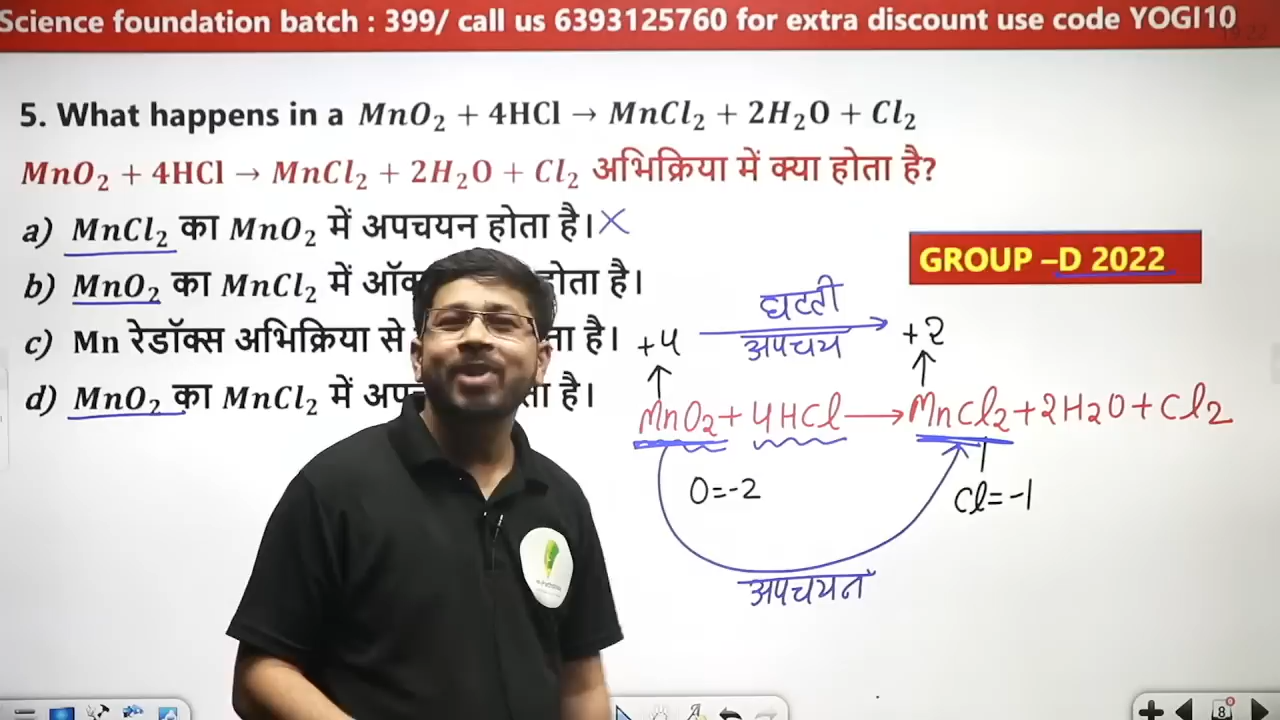 Science foundation batch : 399/ call us 6393125760 for extra discount use code YOGI10
5. What happens in a MnO₂ + 4HCl → MnCl₂ + 2H₂O + Cl₂
MnO₂ + 4HCl → MnCl₂ + 2H₂O + Cl₂ अभिक्रिया में क्या होता है?
a) MnCl₂ का MnO₂ में अपचयन होता है। X
GROUP –D 2022
b) MnO₂ का MnCl₂ में होता है।
घटती
c) Mn रेडॉक्स अभिक्रिया से है।
+4 अपचय +2
d) MnO₂ का MnCl₂ में है।
MnO₂ + 4HCl → MnCl₂ + 2H₂O + Cl₂
O=-2 Cl=-1
अपचयन
8